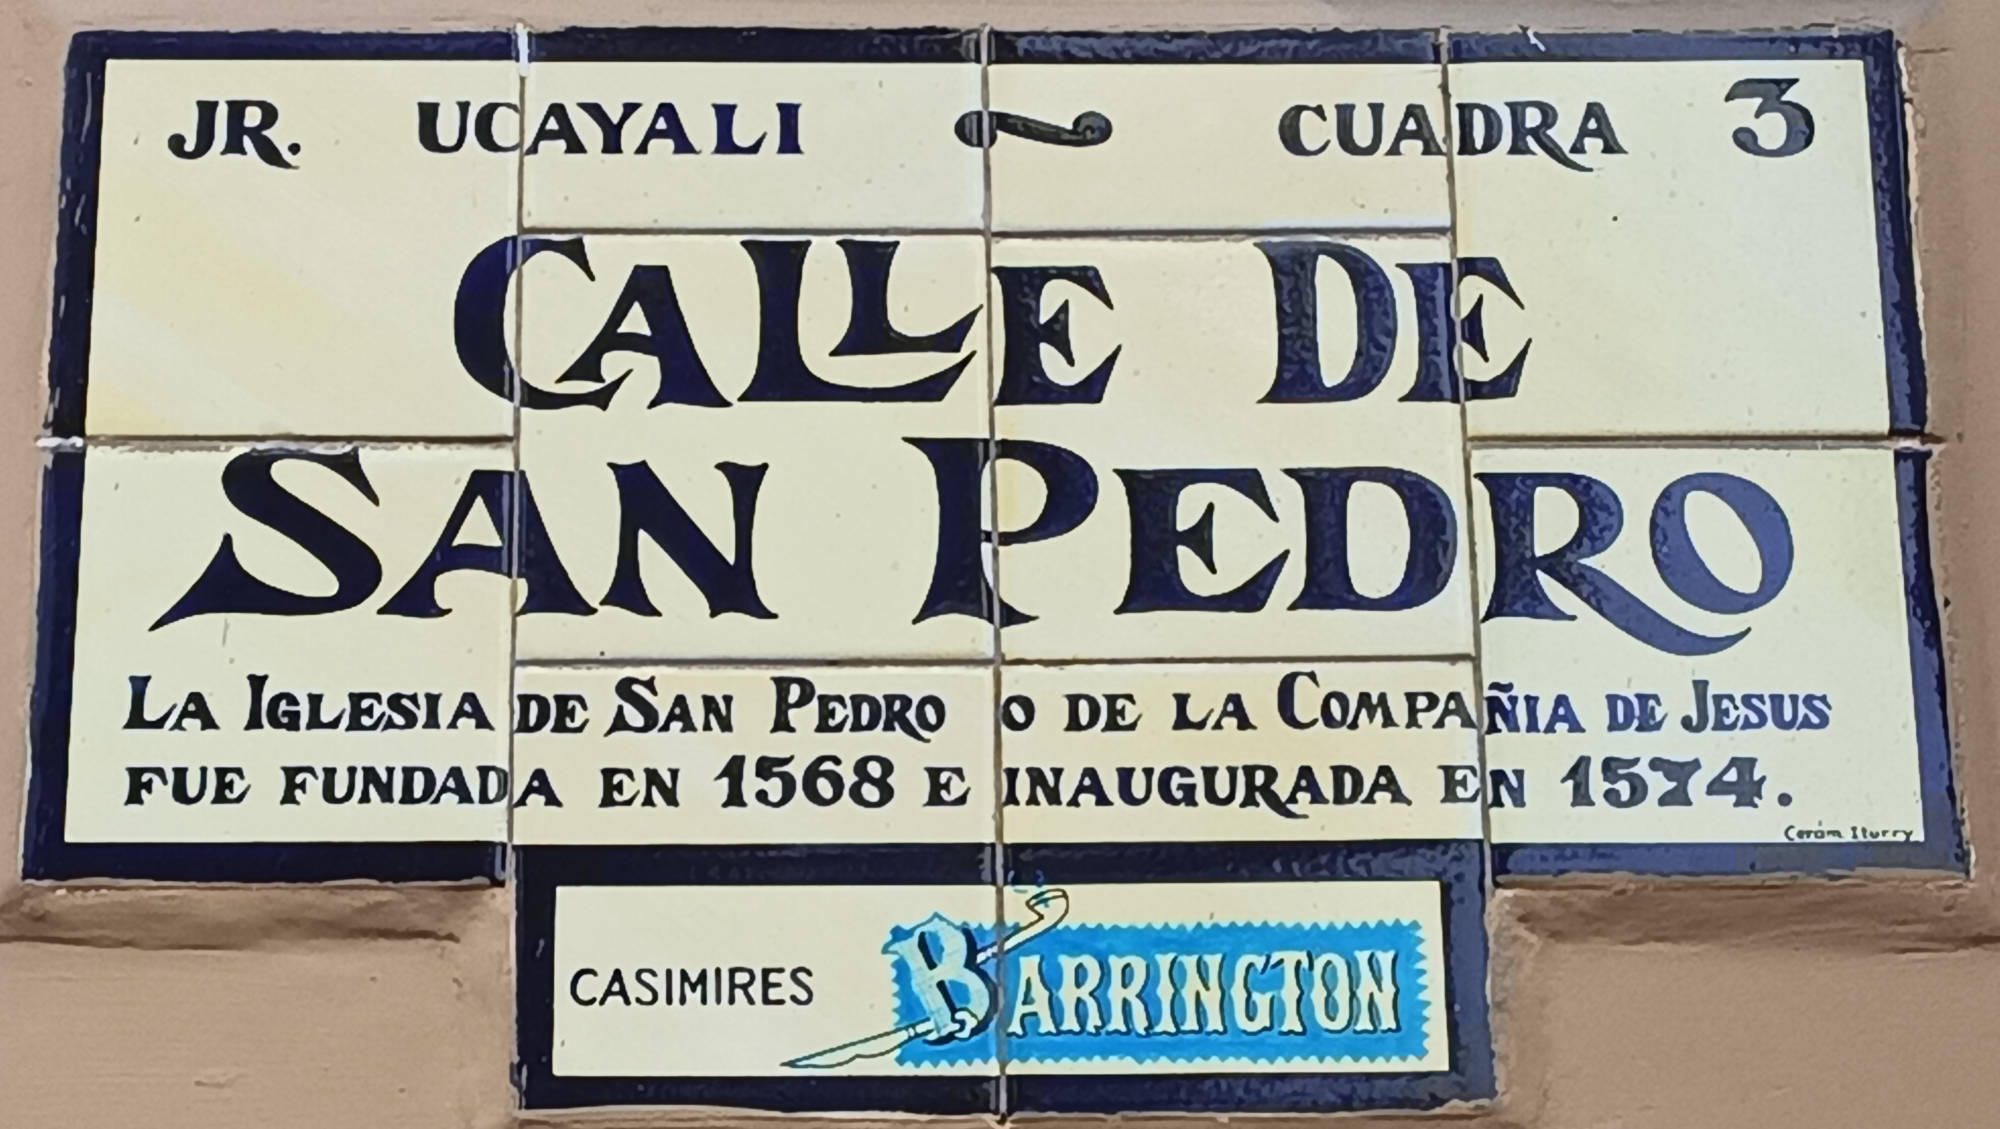 JR. UCAYALI ~ CUADRA 3
CALLE DE
SAN PEDRO
LA IGLESIA DE SAN PEDRO O DE LA COMPAÑIA DE JESUS
FUE FUNDADA EN 1568 E INAUGURADA EN 1574.
Cerám Iturry
CASIMIRES BARRINGTON